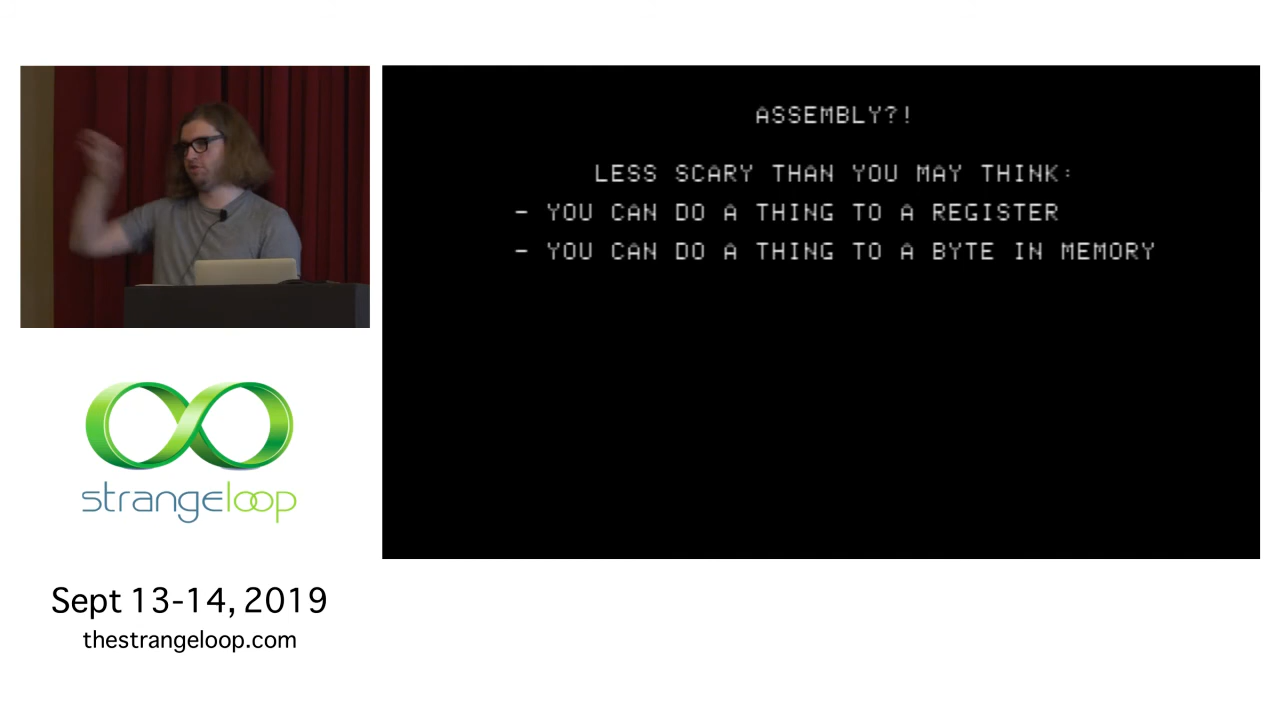 ASSEMBLY?!
LESS SCARY THAN YOU MAY THINK:
- YOU CAN DO A THING TO A REGISTER
- YOU CAN DO A THING TO A BYTE IN MEMORY
strangeloop
Sept 13-14, 2019
thestrangeloop.com